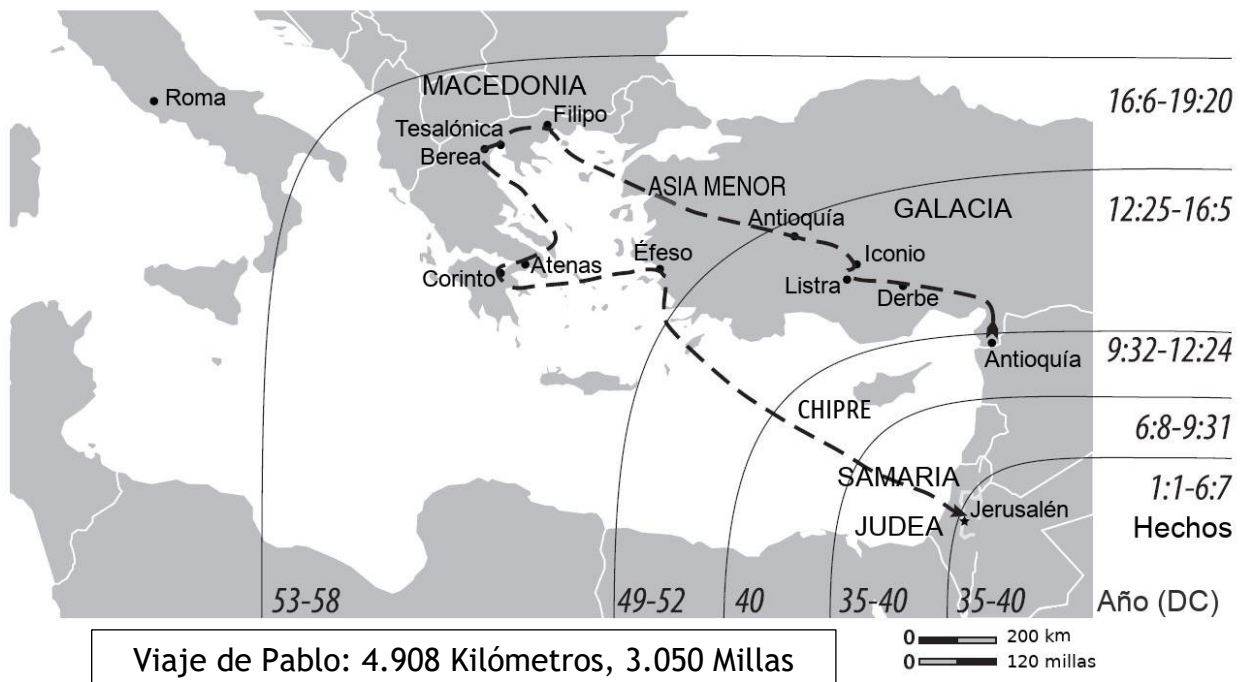 MACEDONIA
16:6-19:20
Roma
Filipo
Tesalónica
Berea
ASIA MENOR
12:25-16:5
GALACIA
Antioquía
Éfeso
Iconio
Atenas
Corinto
Listra
Derbe
9:32-12:24
Antioquía
CHIPRE
6:8-9:31
SAMARIA
1:1-6:7
Jerusalén
JUDEA
Hechos
53-58
49-52
40
35-40
35-40
Año (DC)
0 200 km
0 120 millas
Viaje de Pablo: 4.908 Kilómetros, 3.050 Millas